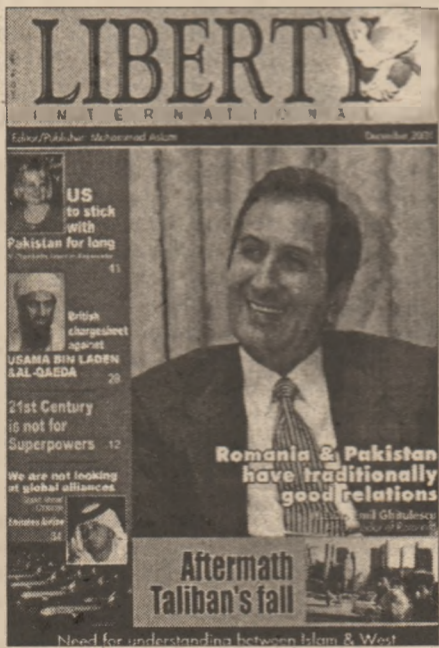 LIBERTY
INTERNATIONAL
Editor/Publisher: Mohammad Aslam
December, 2001
US
to stick
with
Pakistan for long
British
chargesheet
against
USAMA BIN LADEN
& AL-QAEDA
21st Century
is not for
Superpowers 12
We are not looking
at global alliances
Emirates Airline
34
Romania & Pakistan
have traditionally
good relations
Ghitulescu
Aftermath
Taliban's fall
Need for understanding between Islam & West